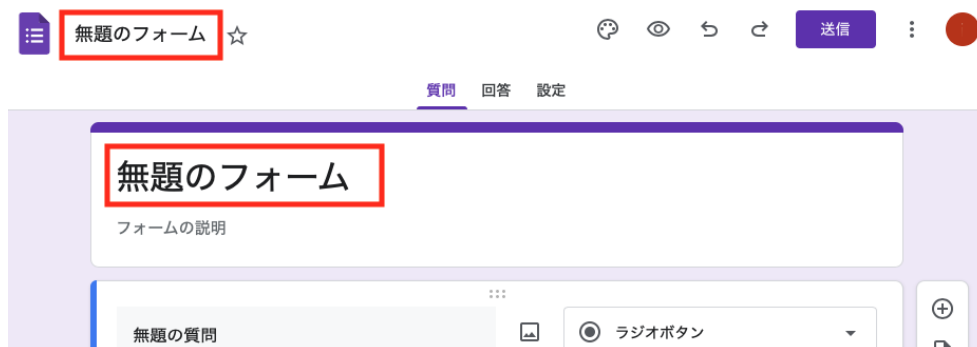 無題のフォーム
送信
質問 回答 設定
無題のフォーム
フォームの説明
無題の質問 ラジオボタン